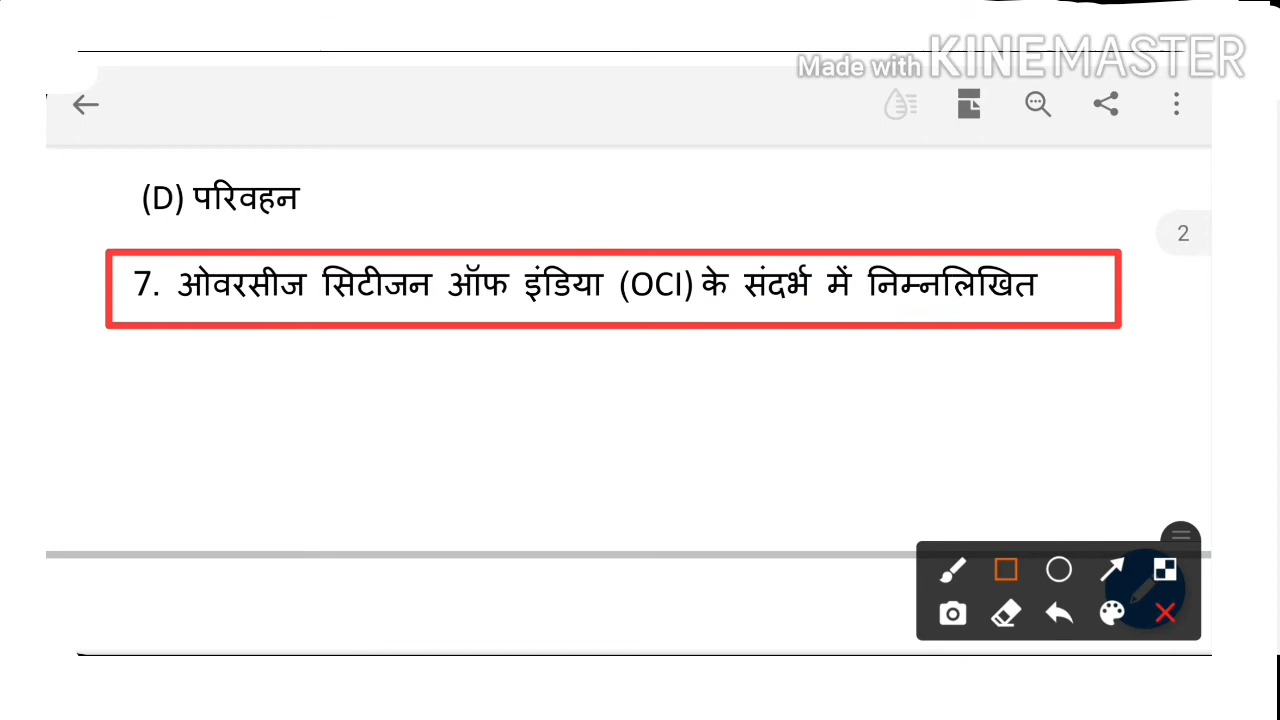 Made with KINEMASTER
(D) परिवहन
2
7. ओवरसीज सिटीजन ऑफ इंडिया (OCI) के संदर्भ में निम्नलिखित